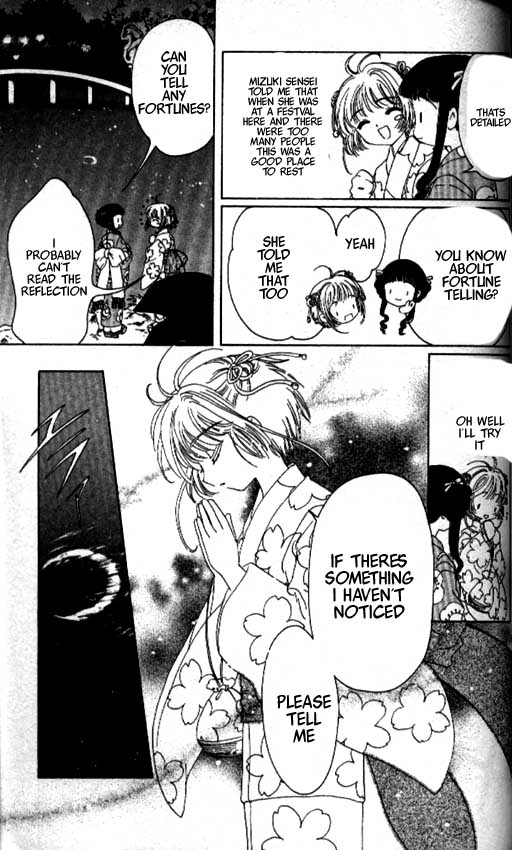 MIZUKI SENSEI
TOLD ME THAT
WHEN SHE WAS
AT A FESTVAL
HERE AND THERE
WERE TOO
MANY PEOPLE
THIS WAS A
GOOD PLACE
TO REST
THATS
DETAILED
YOU KNOW
ABOUT
FORTUNE
TELLING?
YEAH
SHE
TOLD
ME
THAT
TOO
CAN
YOU
TELL
ANY
FORTLINES?
I
PROBABLY
CAN'T
READ THE
REFLECTION
OH WELL
I'LL TRY
IT
IF THERES
SOMETHING
I HAVEN'T
NOTICED
PLEASE
TELL
ME